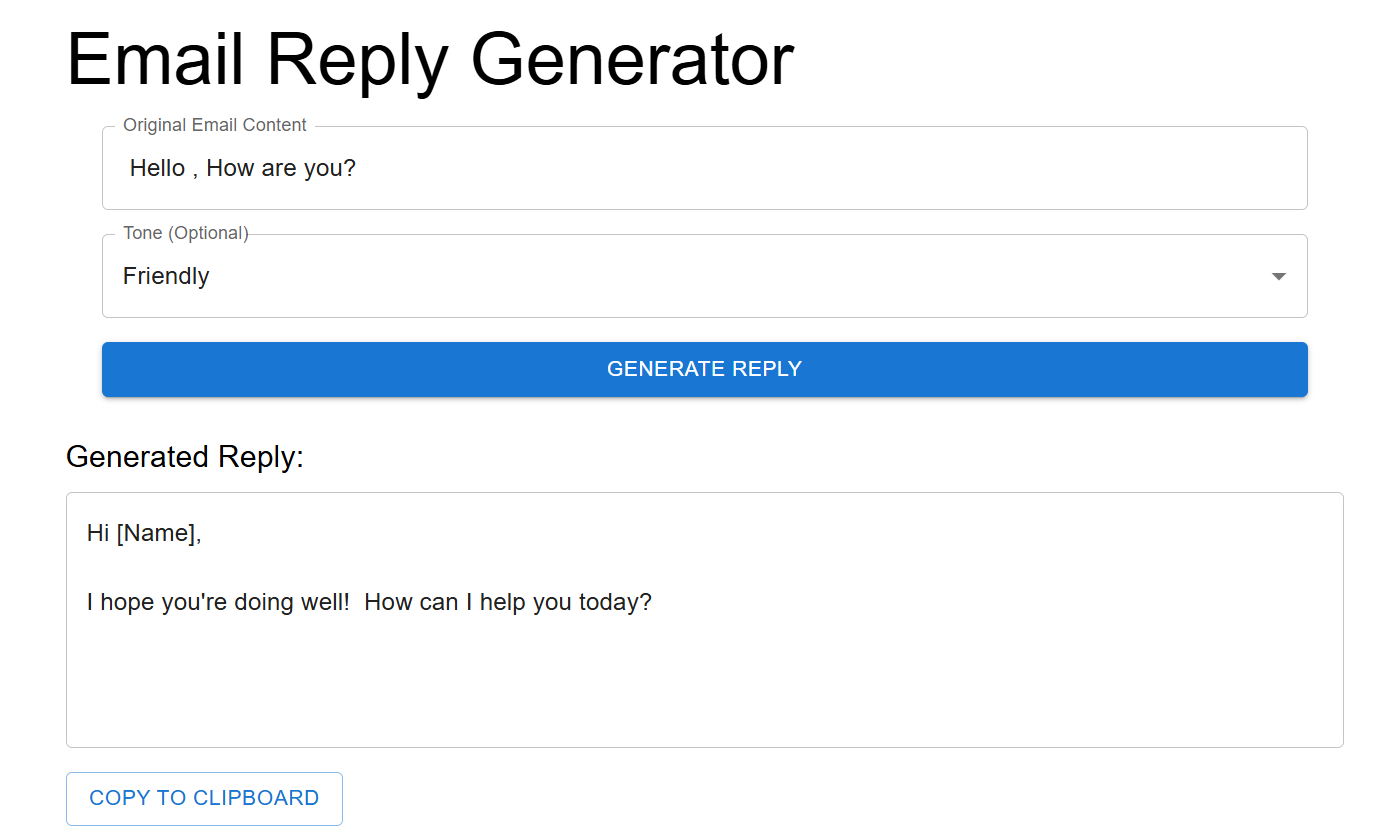 Email Reply Generator
Original Email Content
Hello , How are you?
Tone (Optional)
Friendly
GENERATE REPLY
Generated Reply:
Hi [Name],
I hope you're doing well!  How can I help you today?
COPY TO CLIPBOARD